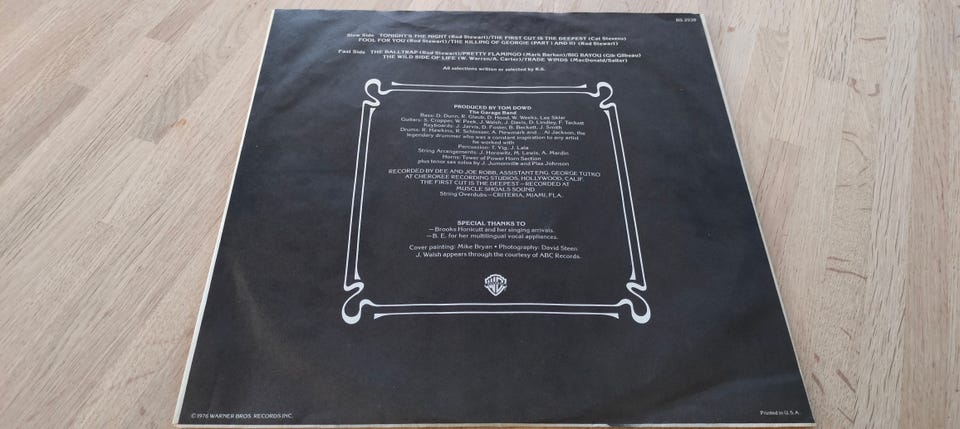 BS 2938
Slow Side TONIGHT'S THE NIGHT (Rod Stewart)/THE FIRST CUT IS THE DEEPEST (Cat Stevens)
FOOL FOR YOU (Rod Stewart)/THE KILLING OF GEORGIE (PART I AND II) (Rod Stewart)
Fast Side THE BALLTRAP (Rod Stewart)/PRETTY FLAMINGO (Mark Barkan)/BIG BAYOU (Gib Gilbeau)
THE WILD SIDE OF LIFE (W. Warren/A. Carter)/TRADE WINDS (MacDonald/Salter)
All selections written or selected by R.S.
PRODUCED BY TOM DOWD
The Garage Band
Bass: D. Dunn, R. Glaub, D. Hood, W. Weeks, Lee Sklar
Guitars: S. Cropper, W. Peek, J. Walsh, J. Davis, D. Lindley, F. Tackett
Keyboards: J. Jarvis, D. Foster, B. Beckett, J. Smith
Drums: R. Hawkins, R. Schlosser, A. Newmark and ... Al Jackson, the
legendary drummer who was a constant inspiration to any artist
he worked with
Percussion: T. Vig, J. Lala
String Arrangements: J. Horowitz, M. Lewis, A. Mardin
Horns: Tower of Power Horn Section
plus tenor sax solos by J. Jumonville and Plas Johnson
RECORDED BY DEE AND JOE ROBB, ASSISTANT ENG. GEORGE TUTKO
AT CHEROKEE RECORDING STUDIOS, HOLLYWOOD, CALIF.
THE FIRST CUT IS THE DEEPEST—RECORDED AT
MUSCLE SHOALS SOUND
String Overdubs—CRITERIA, MIAMI, FLA.
SPECIAL THANKS TO
—Brooks Honicutt and her singing arrivals.
—B. E. for her multilingual vocal appliances.
Cover painting: Mike Bryan • Photography: David Steen
J. Walsh appears through the courtesy of ABC Records.
© 1976 WARNER BROS. RECORDS INC.
Printed in U.S.A.